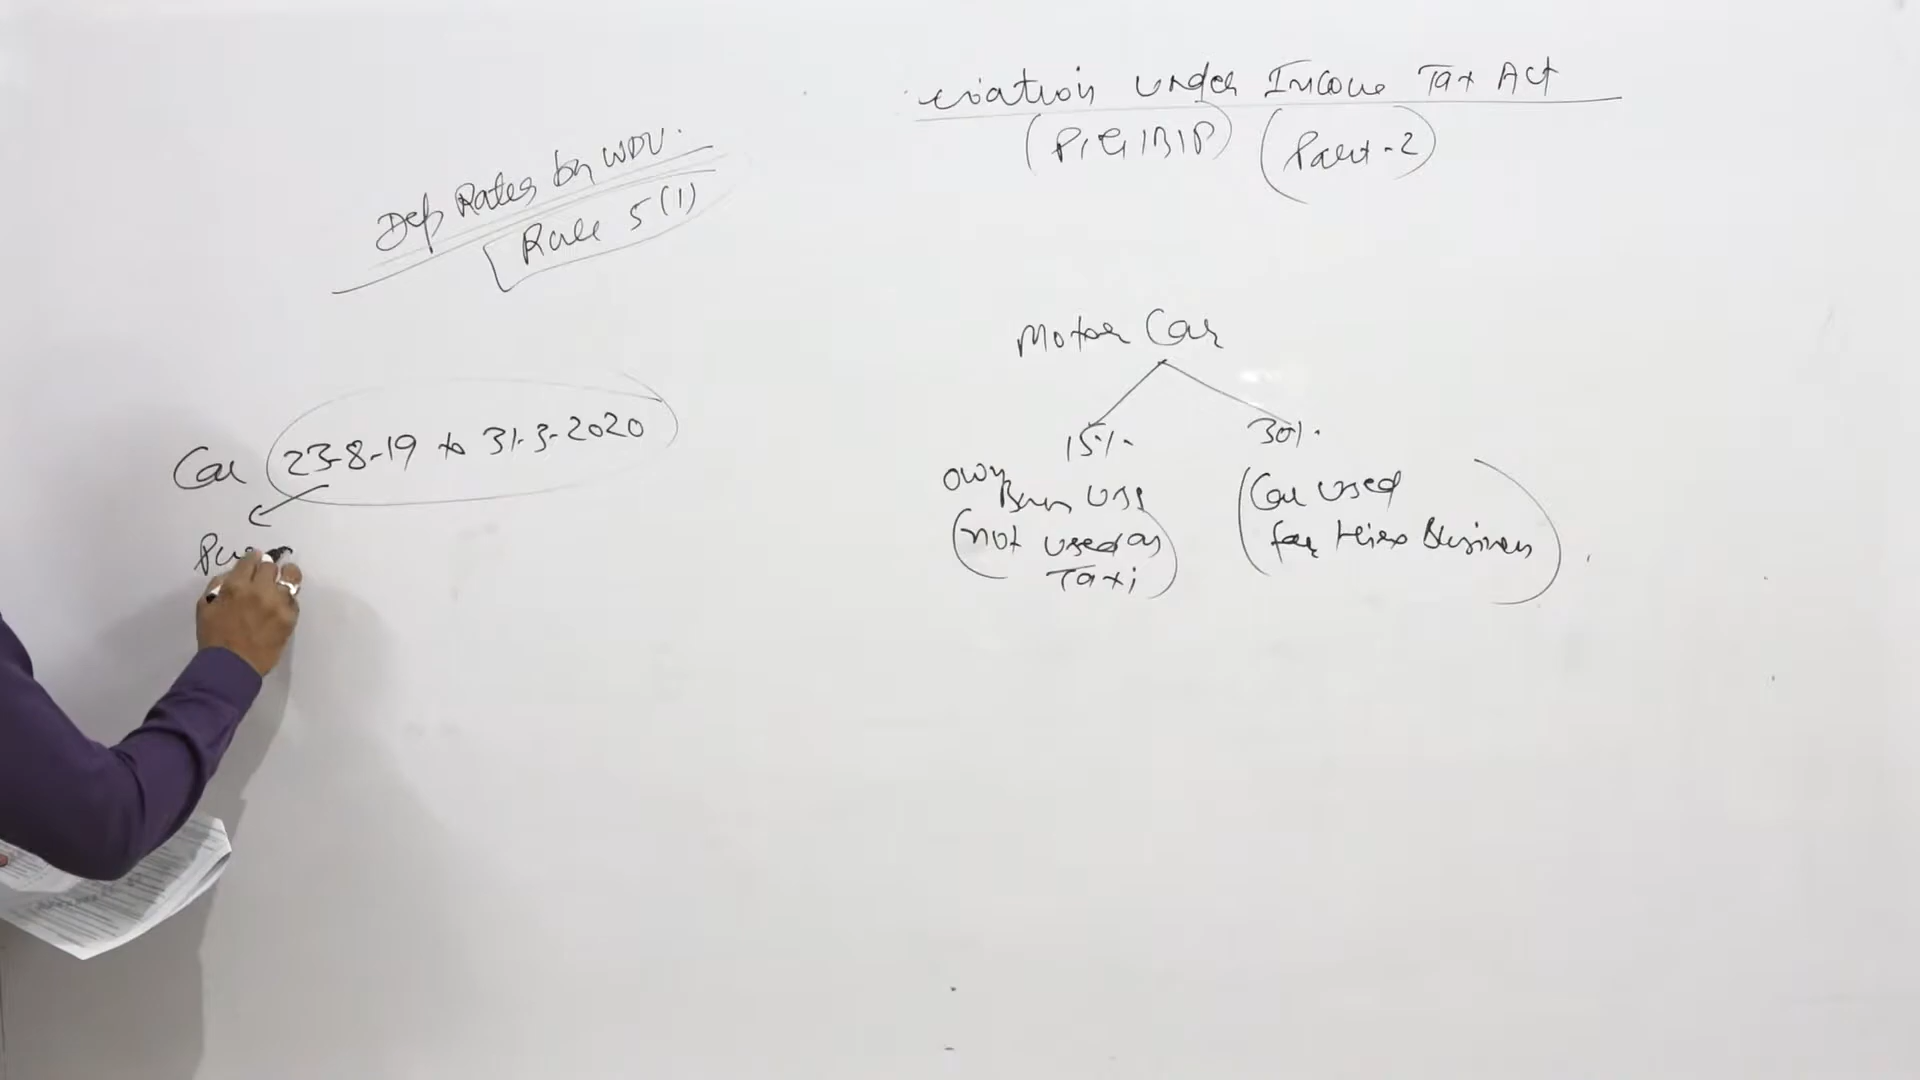 eciation under Income Tax Act
(P/G/B/P) (Part-2)
Dep Rates by WDV.
Rule 5(1)
Motor Car
15%. 30%.
own Busn Use
(not used as
Taxi)
(Car used
for Hire Business)
Car (23-8-19 to 31-3-2020)
Pur